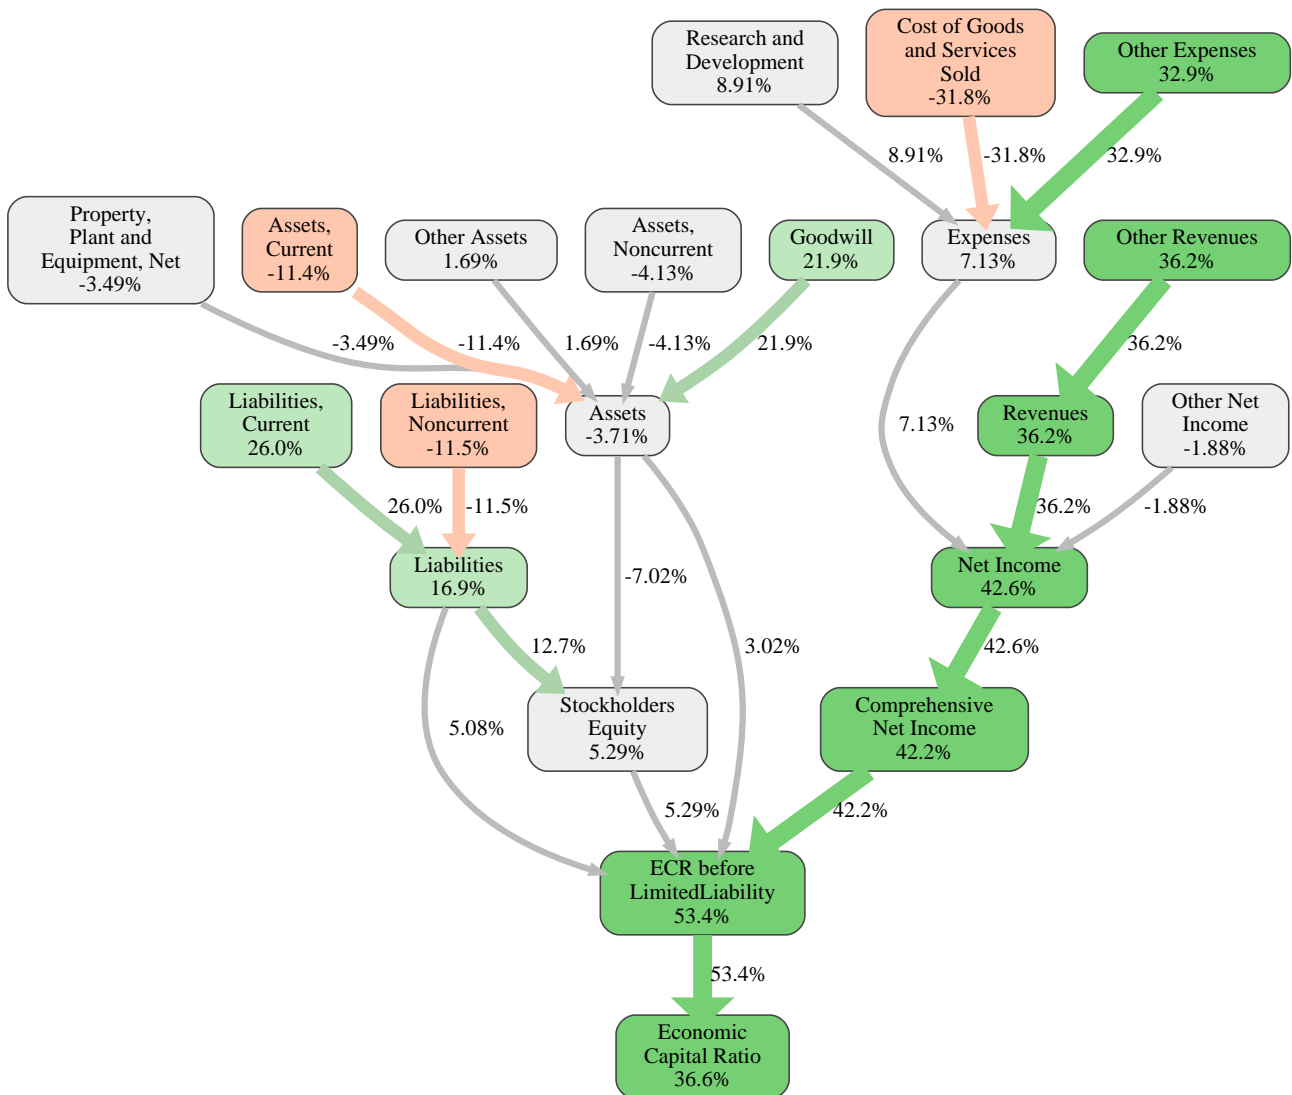 Research and
Development
8.91%
Cost of Goods
and Services
Sold
-31.8%
Other Expenses
32.9%
8.91%
-31.8%
32.9%
Property,
Plant and
Equipment, Net
-3.49%
Assets,
Current
-11.4%
Other Assets
1.69%
Assets,
Noncurrent
-4.13%
Goodwill
21.9%
Expenses
7.13%
Other Revenues
36.2%
-3.49%
-11.4%
1.69%
-4.13%
21.9%
36.2%
Liabilities,
Current
26.0%
Liabilities,
Noncurrent
-11.5%
Assets
-3.71%
7.13%
Revenues
36.2%
Other Net
Income
-1.88%
26.0%
-11.5%
36.2%
-1.88%
Liabilities
16.9%
-7.02%
Net Income
42.6%
12.7%
3.02%
42.6%
5.08%
Stockholders
Equity
5.29%
Comprehensive
Net Income
42.2%
5.29%
42.2%
ECR before
LimitedLiability
53.4%
53.4%
Economic
Capital Ratio
36.6%